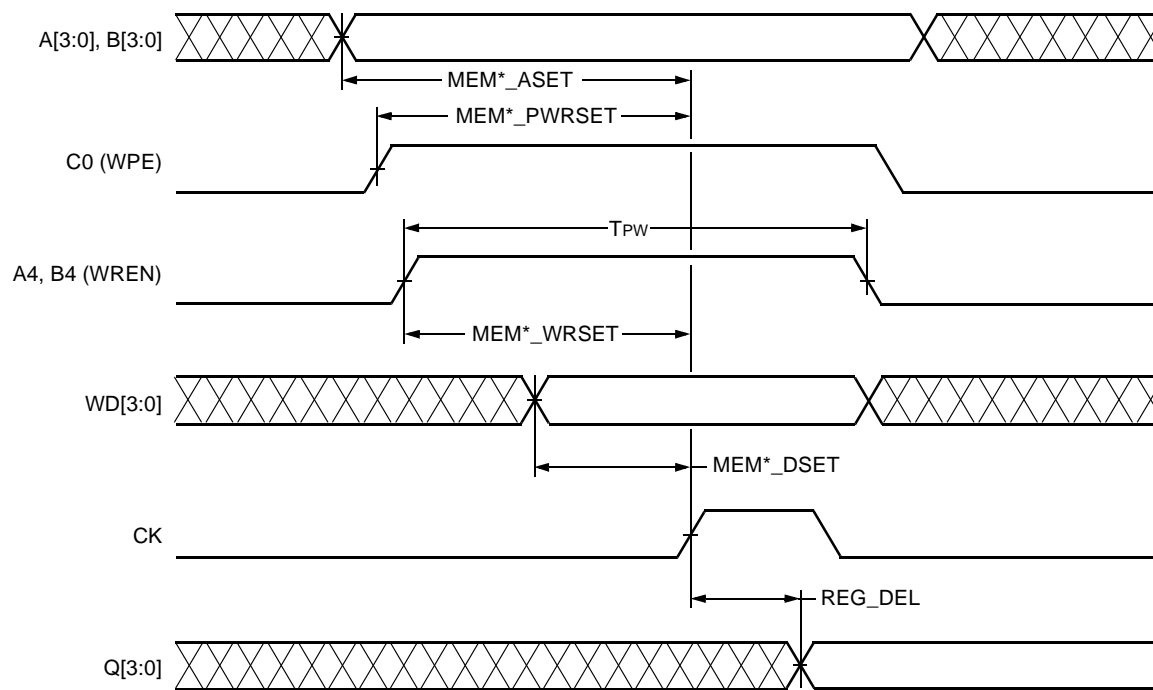 A[3:0], B[3:0]
MEM*_ASET
MEM*_PWRSET
C0 (WPE)
TPW
A4, B4 (WREN)
MEM*_WRSET
WD[3:0]
MEM*_DSET
CK
REG_DEL
Q[3:0]